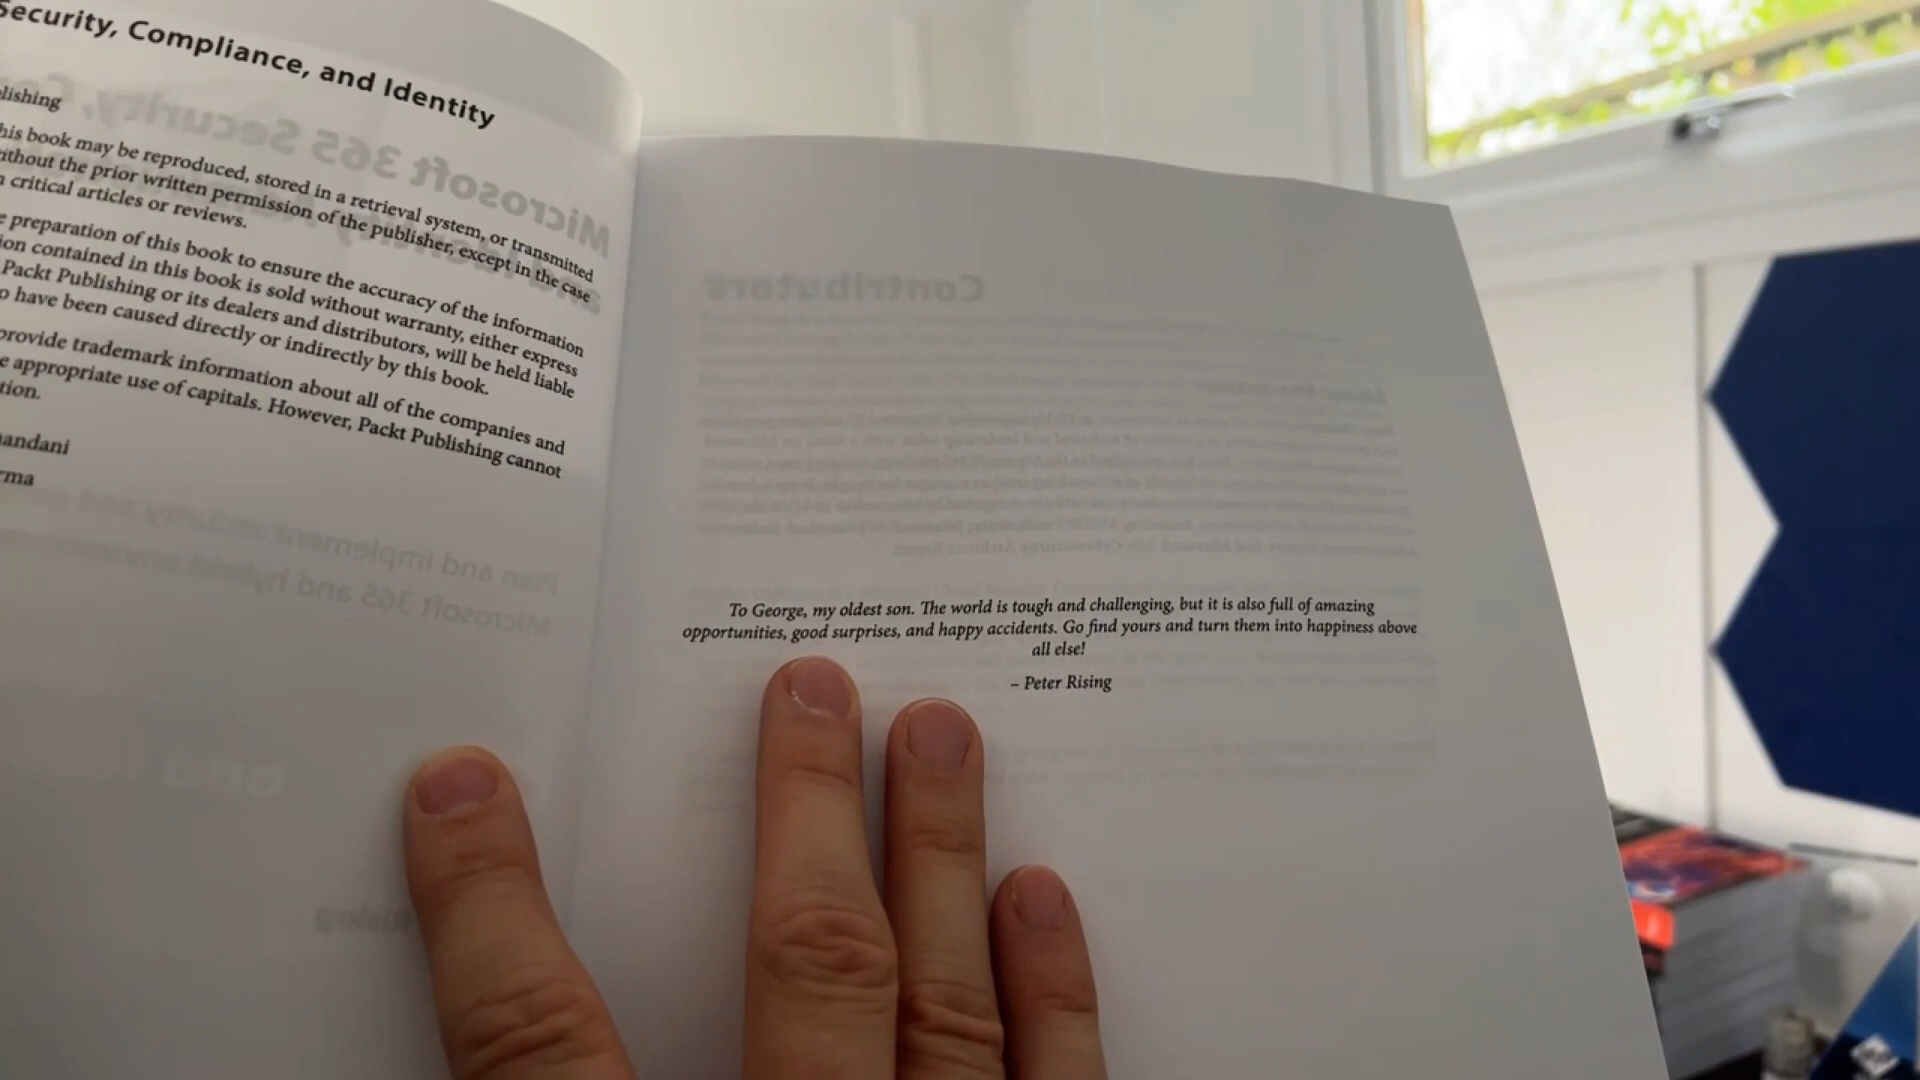 Security, Compliance, and Identity
lishing
his book may be reproduced, stored in a retrieval system, or transmitted
ithout the prior written permission of the publisher, except in the case
n critical articles or reviews.
e preparation of this book to ensure the accuracy of the information
ion contained in this book is sold without warranty, either express
Packt Publishing or its dealers and distributors, will be held liable
o have been caused directly or indirectly by this book.
provide trademark information about all of the companies and
e appropriate use of capitals. However, Packt Publishing cannot
tion.
andani
rma
To George, my oldest son. The world is tough and challenging, but it is also full of amazing
opportunities, good surprises, and happy accidents. Go find yours and turn them into happiness above
all else!
– Peter Rising